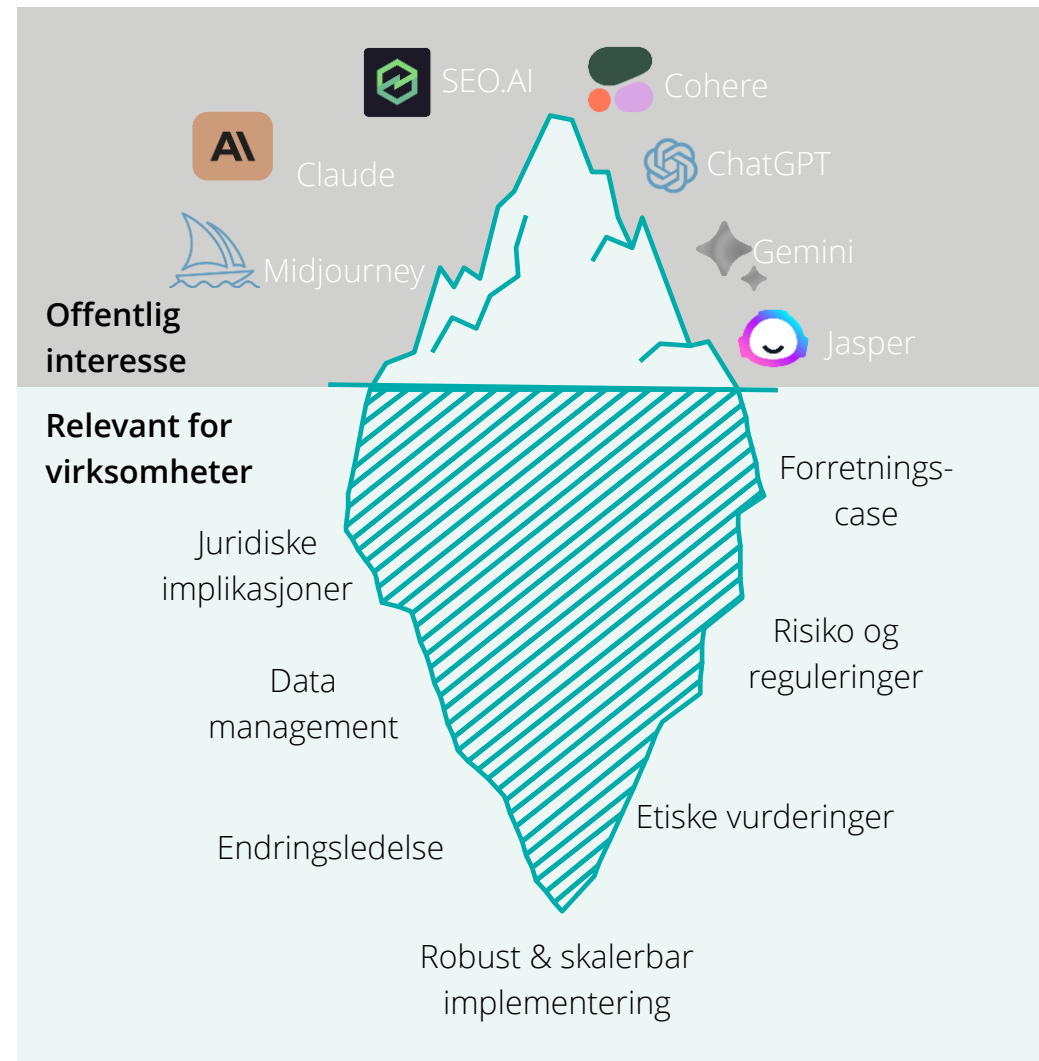 SEO.AI
Cohere
Claude
ChatGPT
Midjourney
Gemini
Jasper
Offentlig
interesse
Relevant for
virksomheter
Forretnings-
case
Juridiske
implikasjoner
Risiko og
reguleringer
Data
management
Etiske vurderinger
Endringsledelse
Robust & skalerbar
implementering